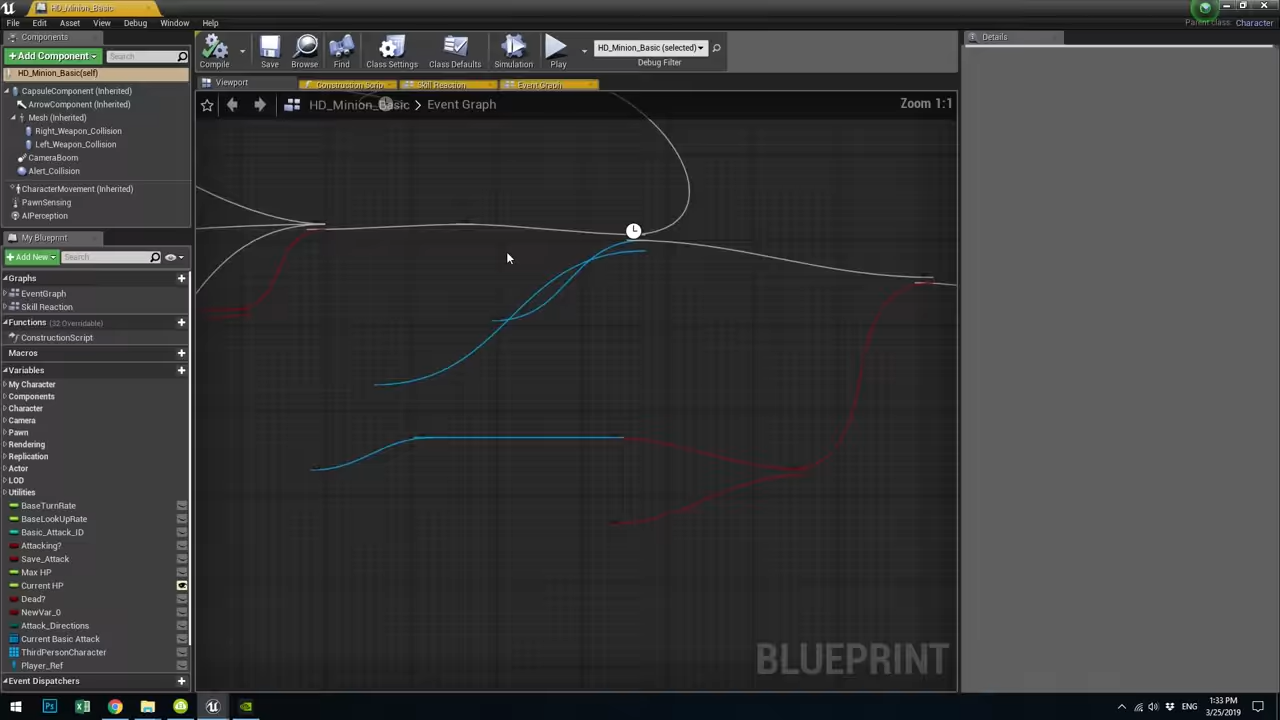 HD_Minion_Basic
File Edit Asset View Debug Window Help
Parent class: Character
Components
Add Component
Search
HD_Minion_Basic(self)
CapsuleComponent (Inherited)
ArrowComponent (Inherited)
Mesh (Inherited)
Right_Weapon_Collision
Left_Weapon_Collision
CameraBoom
Alert_Collision
CharacterMovement (Inherited)
PawnSensing
AIPerception
My Blueprint
Add New
Search
Graphs
EventGraph
Skill Reaction
Functions (32 Overridable)
ConstructionScript
Macros
Variables
My Character
Components
Character
Camera
Pawn
Rendering
Replication
Actor
LOD
Utilities
BaseTurnRate
BaseLookUpRate
Basic_Attack_ID
Attacking?
Save_Attack
Max HP
Current HP
Dead?
NewVar_0
Attack_Directions
Current Basic Attack
ThirdPersonCharacter
Player_Ref
Event Dispatchers
Compile Save Browse Find Class Settings Class Defaults Simulation Play
HD_Minion_Basic (selected)
Debug Filter
Viewport Construction Scrip Skill Reaction Event Graph
HD_Minion_Basic > Event Graph
Zoom 1:1
BLUEPRINT
Details
ENG
1:33 PM
3/25/2019